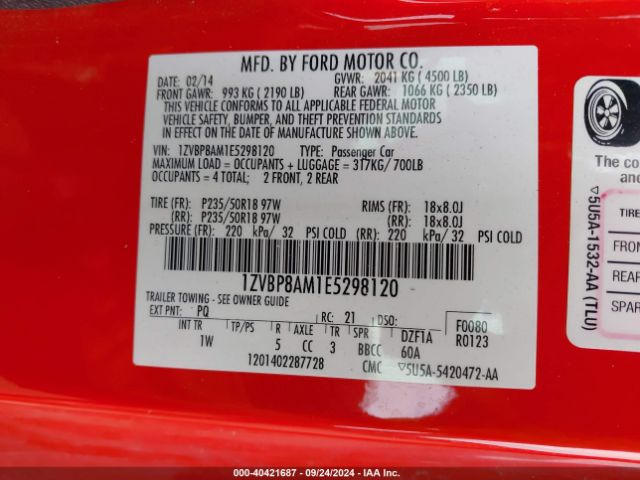 MFD. BY FORD MOTOR CO.
DATE: 02/14 GVWR: 2041 KG ( 4500 LB)
FRONT GAWR: 993 KG ( 2190 LB) REAR GAWR: 1066 KG ( 2350 LB)
THIS VEHICLE CONFORMS TO ALL APPLICABLE FEDERAL MOTOR
VEHICLE SAFETY, BUMPER, AND THEFT PREVENTION STANDARDS
IN EFFECT ON THE DATE OF MANUFACTURE SHOWN ABOVE.
VIN: 1ZVBP8AM1E5298120 TYPE: Passenger Car
MAXIMUM LOAD = OCCUPANTS + LUGGAGE = 317KG/ 700LB
OCCUPANTS = 4 TOTAL: 2 FRONT, 2 REAR
TIRE (FR): P235/50R18 97W RIMS (FR): 18x8.0J
(RR): P235/50R18 97W (RR): 18x8.0J
PRESSURE (FR): 220 kPa/ 32 PSI COLD (RR): 220 kPa/ 32 PSI COLD
1ZVBP8AM1E5298120
TRAILER TOWING - SEE OWNER GUIDE
EXT PNT: PQ RC: 21 DSO: F0080
INT TR TP/PS R AXLE TR SPR DZF1A R0123
1W 5 CC 3 BBCC 60A
1201402287728 CMC ▽5U5A-5420472-AA
The co
and
TIRE
FRO
REAR
SPAR
▽5U5A-1532-AA (TLU)
000-40421687 - 09/24/2024 - IAA Inc.